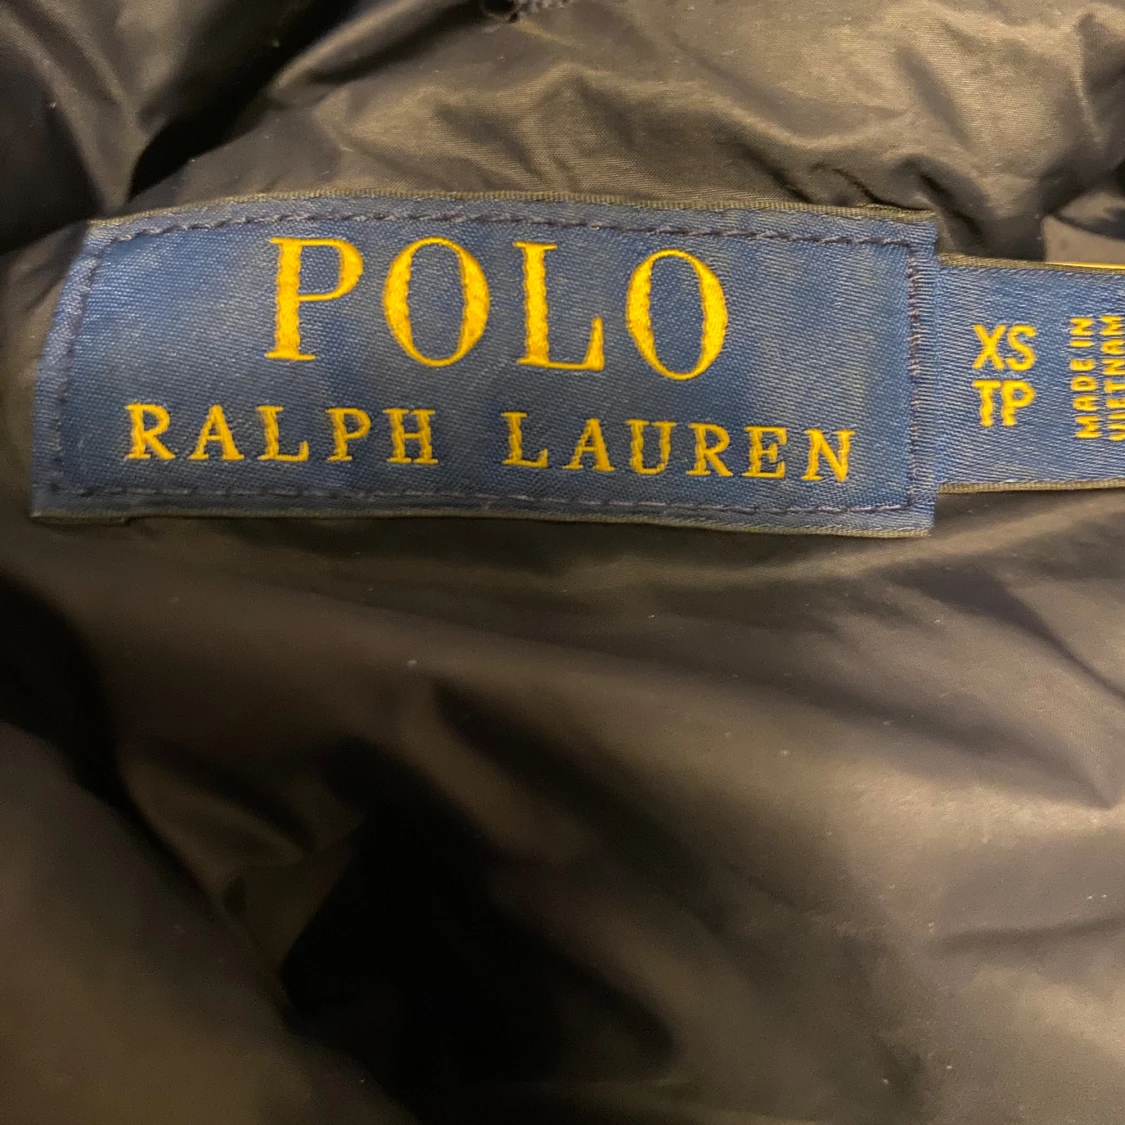 POLO
RALPH LAUREN
XS
TP
MADE IN
VIETNAM